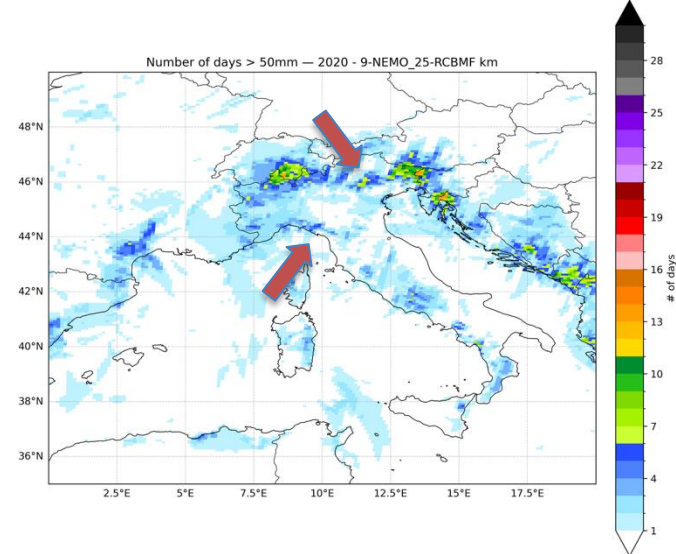 Number of days > 50mm — 2020 - 9-NEMO_25-RCBMF km
48°N
46°N
44°N
42°N
40°N
38°N
36°N
2.5°E 5°E 7.5°E 10°E 12.5°E 15°E 17.5°E
28
25
22
19
16
13
10
7
4
1
# of days